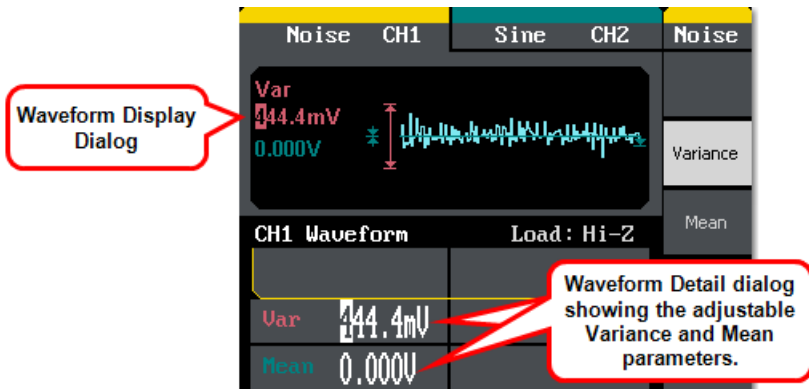 Noise CH1 Sine CH2 Noise
Var
444.4mV
0.000V
Waveform Display
Dialog
Variance
Mean
CH1 Waveform Load: Hi-Z
Waveform Detail dialog
showing the adjustable
Variance and Mean
parameters.
Var 444.4mV
Mean 0.000V